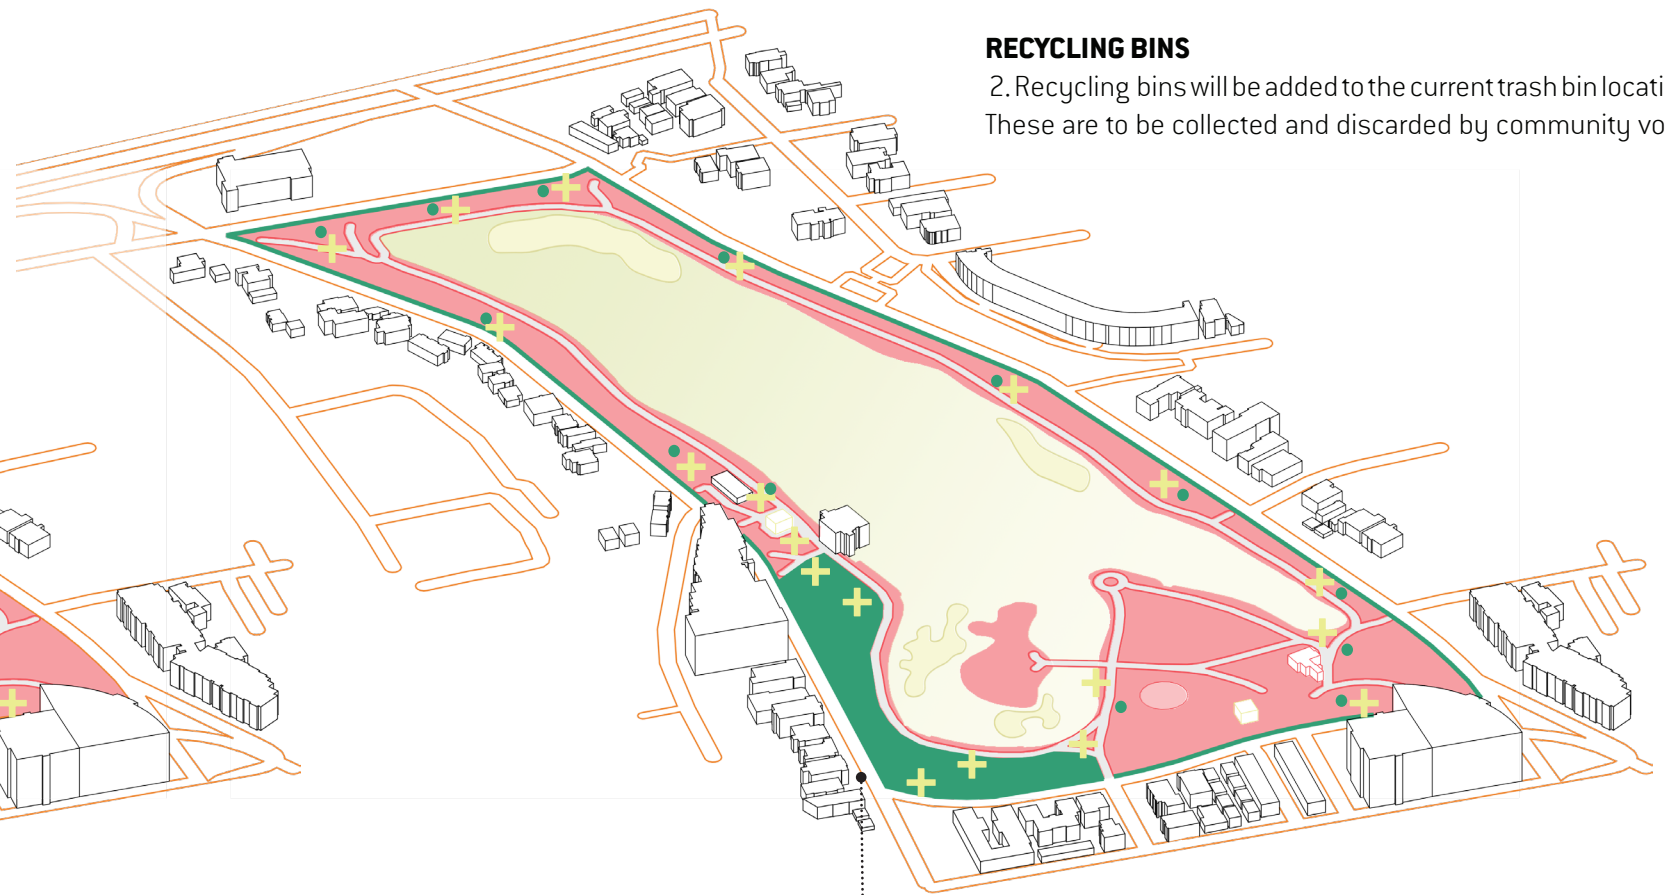 RECYCLING BINS
2. Recycling bins will be added to the current trash bin
These are to be collected and discarded by community